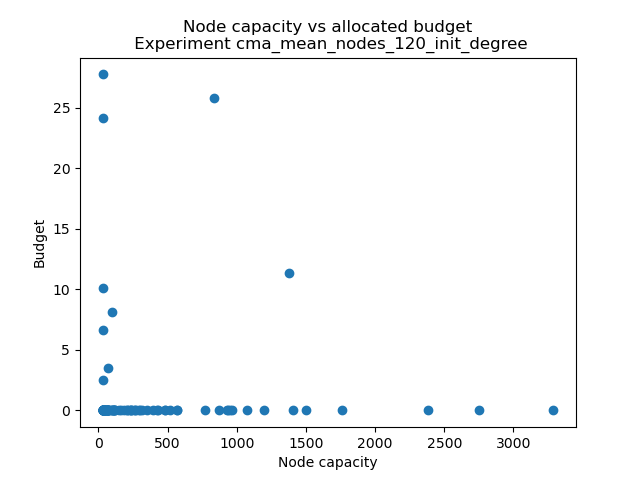 Node capacity vs allocated budget
Experiment cma_mean_nodes_120_init_degree
25
20
15
10
5
0
Budget
0 500 1000 1500 2000 2500 3000
Node capacity